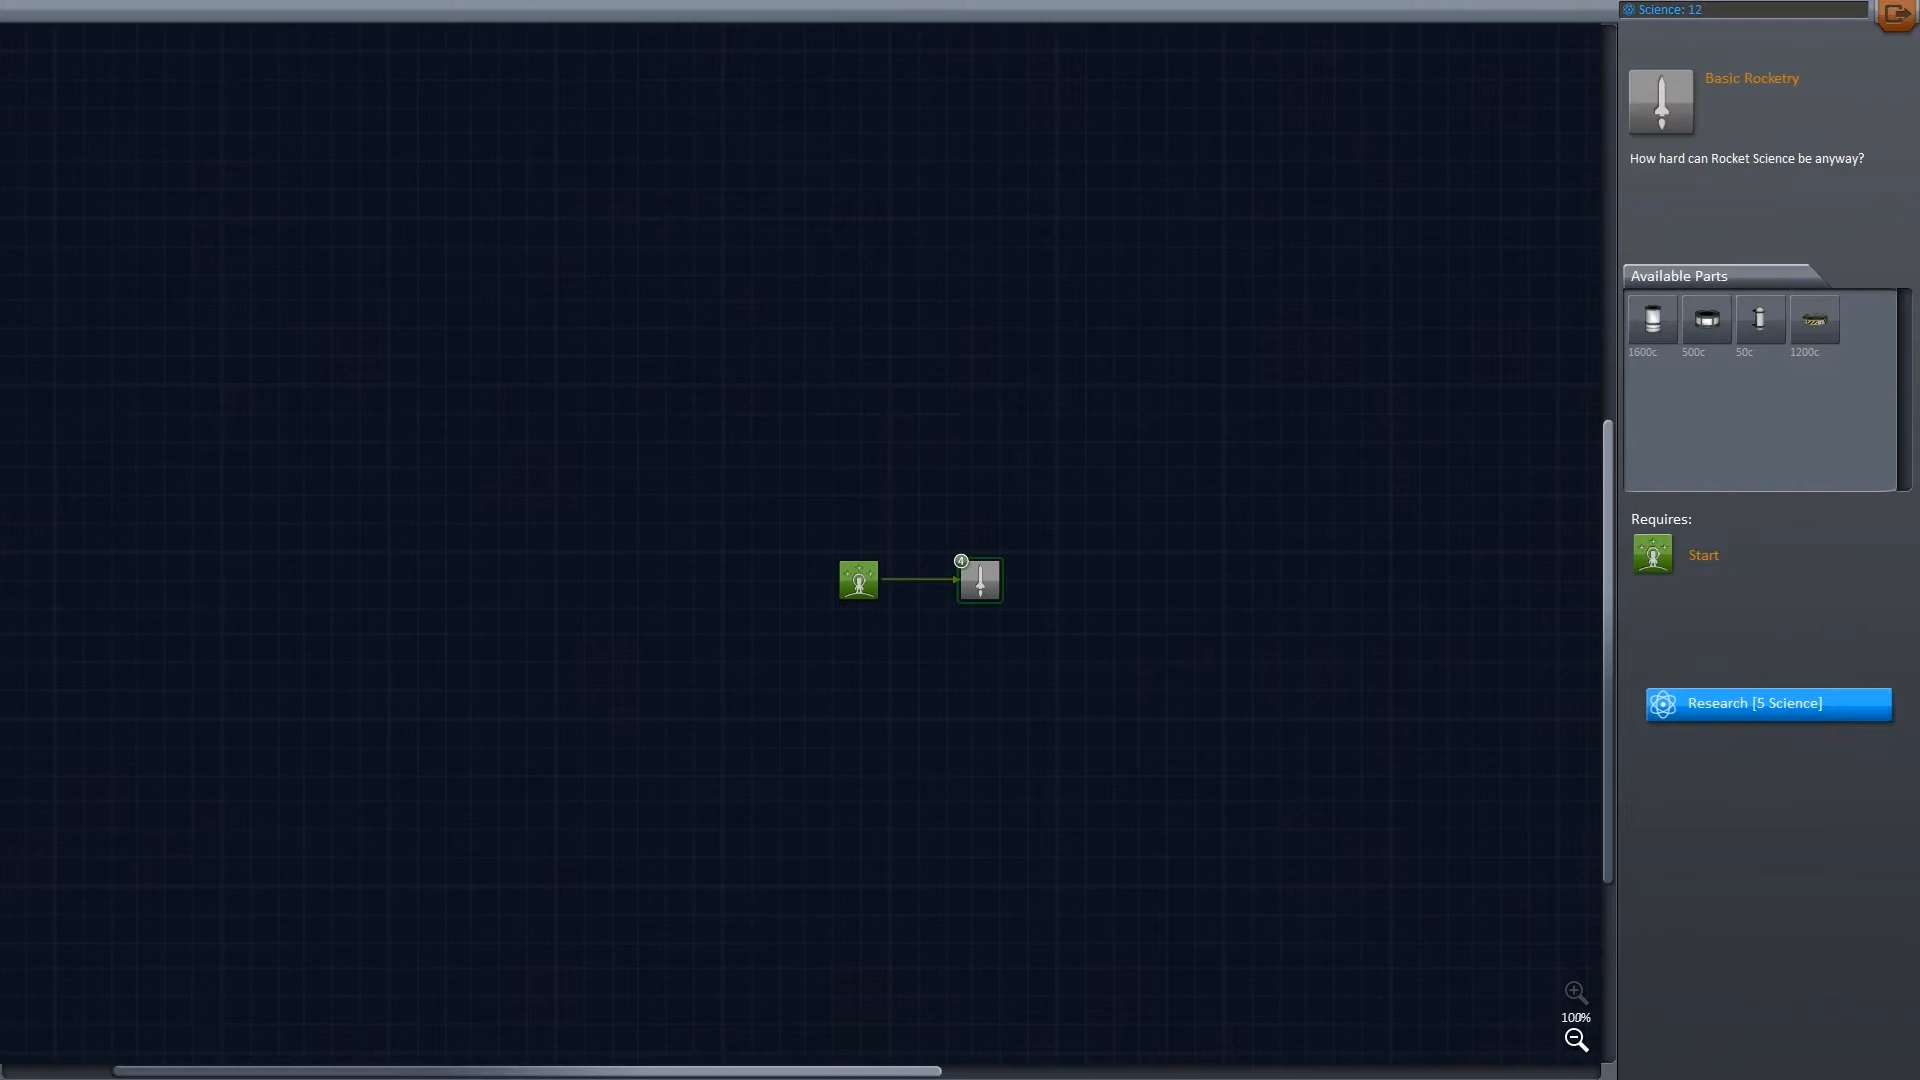 Science: 12
Basic Rocketry
How hard can Rocket Science be anyway?
Available Parts
1600c 500c 50c 1200c
Requires:
Start
4
Research [5 Science]
100%